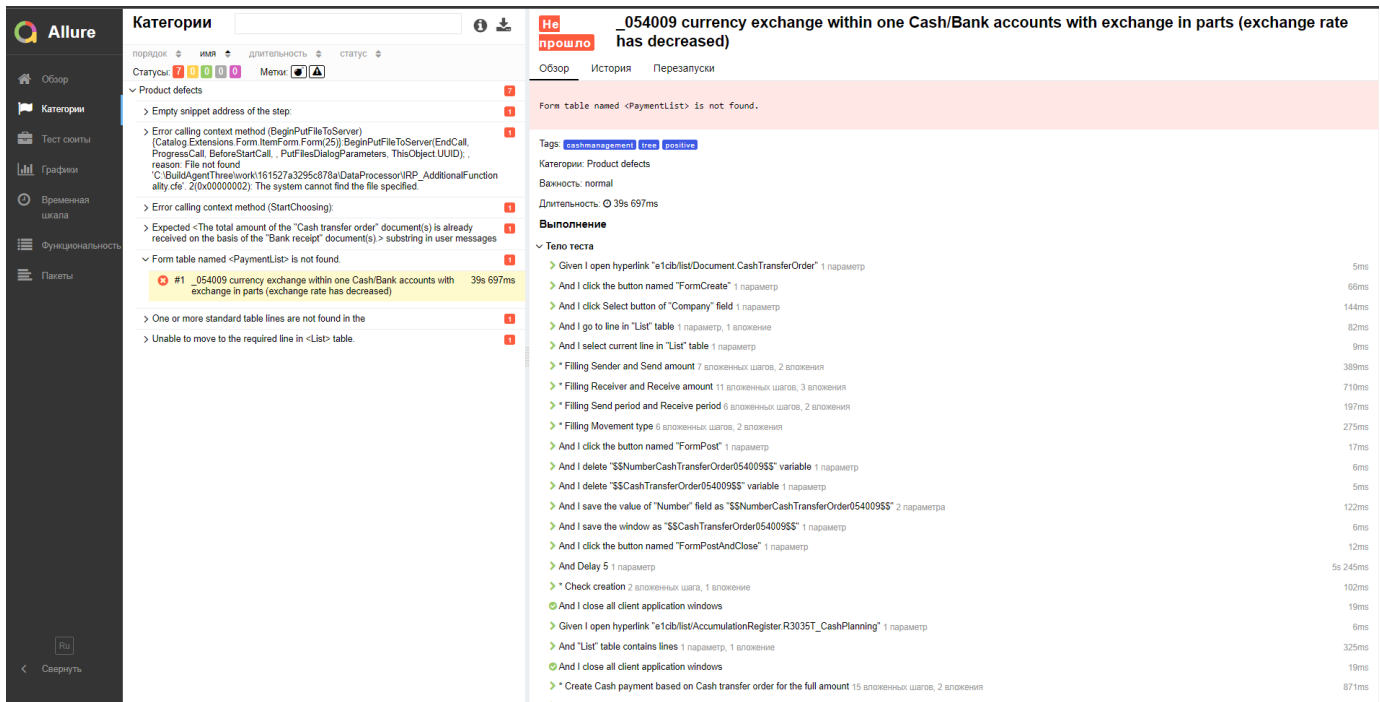 Allure
Обзор
Категории
Тест сюиты
Графики
Временная
шкала
Функциональность
Пакеты
Ru
Свернуть
Категории
порядок имя длительность статус
Статусы: 7 0 0 0 0 Метки:
Product defects 7
Empty snippet address of the step: 1
Error calling context method (BeginPutFileToServer) 1
{Catalog.Extensions.Form.ItemForm.Form(25)}:BeginPutFileToServer(EndCall,
ProgressCall, BeforeStartCall, , PutFilesDialogParameters, ThisObject.UUID); ,
reason: File not found
'C:\BuildAgentThree\work\161527a3295c878a\DataProcessor\IRP_AdditionalFunction
ality.cfe'. 2(0x00000002): The system cannot find the file specified.
Error calling context method (StartChoosing): 1
Expected <The total amount of the "Cash transfer order" document(s) is already 1
received on the basis of the "Bank receipt" document(s).> substring in user messages
Form table named <PaymentList> is not found. 1
#1 _054009 currency exchange within one Cash/Bank accounts with 39s 697ms
exchange in parts (exchange rate has decreased)
One or more standard table lines are not found in the 1
Unable to move to the required line in <List> table. 1
Не
прошло
_054009 currency exchange within one Cash/Bank accounts with exchange in parts (exchange rate
has decreased)
Обзор История Перезапуски
Form table named <PaymentList> is not found.
Tags: cashmanagement tree positive
Категории: Product defects
Важность: normal
Длительность: 39s 697ms
Выполнение
Тело теста
Given I open hyperlink "e1cib/list/Document.CashTransferOrder" 1 параметр 5ms
And I click the button named "FormCreate" 1 параметр 66ms
And I click Select button of "Company" field 1 параметр 144ms
And I go to line in "List" table 1 параметр, 1 вложение 82ms
And I select current line in "List" table 1 параметр 9ms
* Filling Sender and Send amount 7 вложенных шагов, 2 вложения 389ms
* Filling Receiver and Receive amount 11 вложенных шагов, 3 вложения 710ms
* Filling Send period and Receive period 6 вложенных шагов, 2 вложения 197ms
* Filling Movement type 6 вложенных шагов, 2 вложения 275ms
And I click the button named "FormPost" 1 параметр 17ms
And I delete "$$NumberCashTransferOrder054009$$" variable 1 параметр 6ms
And I delete "$$CashTransferOrder054009$$" variable 1 параметр 5ms
And I save the value of "Number" field as "$$NumberCashTransferOrder054009$$" 2 параметра 122ms
And I save the window as "$$CashTransferOrder054009$$" 1 параметр 6ms
And I click the button named "FormPostAndClose" 1 параметр 12ms
And Delay 5 1 параметр 5s 245ms
* Check creation 2 вложенных шага, 1 вложение 102ms
And I close all client application windows 19ms
Given I open hyperlink "e1cib/list/AccumulationRegister.R3035T_CashPlanning" 1 параметр 6ms
And "List" table contains lines 1 параметр, 1 вложение 325ms
And I close all client application windows 19ms
* Create Cash payment based on Cash transfer order for the full amount 15 вложенных шагов, 2 вложения 871ms